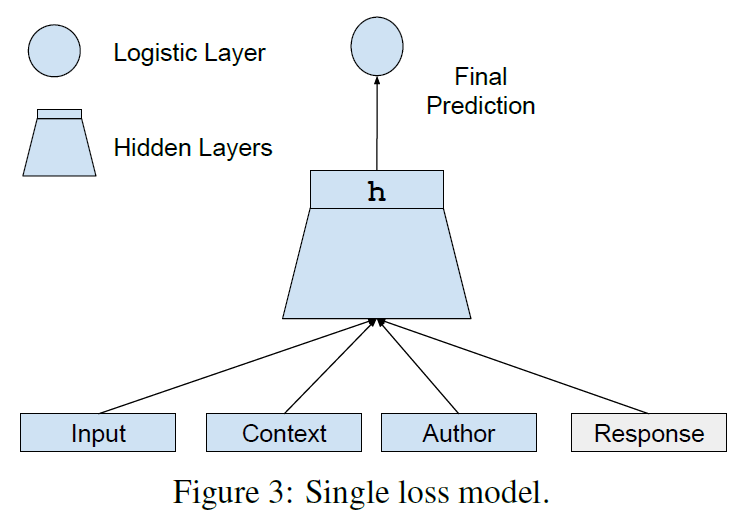 Logistic Layer
Final
Prediction
Hidden Layers
h
Input
Context
Author
Response
Figure 3: Single loss model.